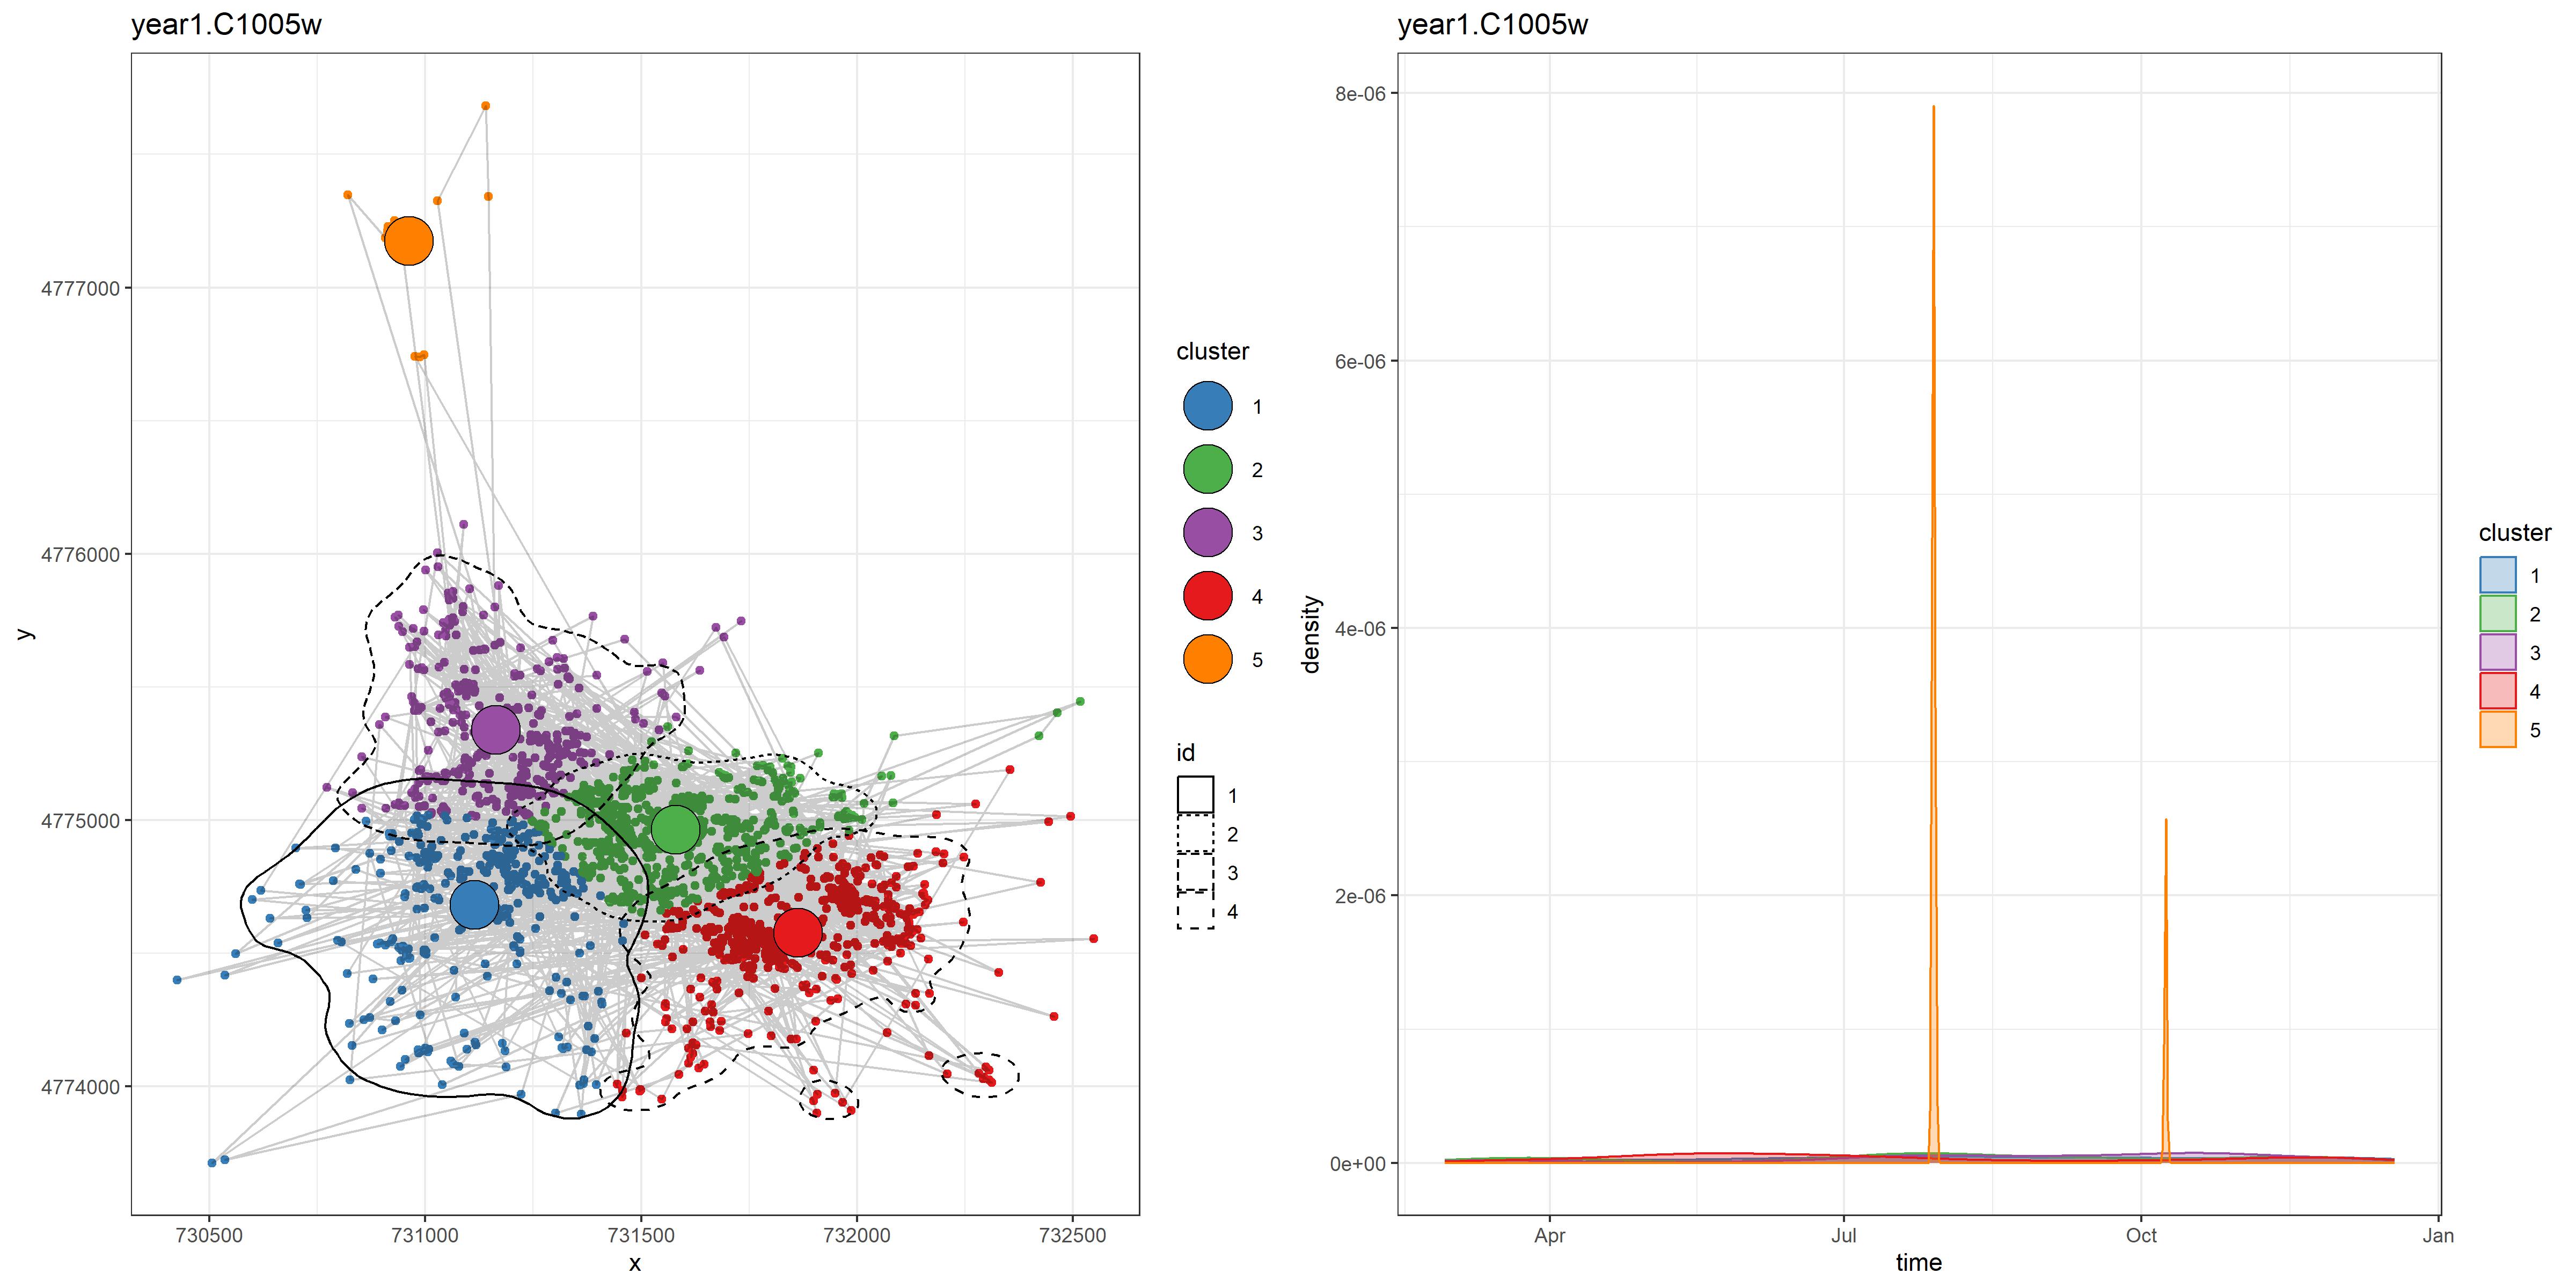 year1.C1005w
4777000
4776000
4775000
4774000
y
730500
731000
731500
732000
732500
x
cluster
1
2
3
4
5
id
1
2
3
4
year1.C1005w
8e-06
6e-06
4e-06
2e-06
0e+00
density
Apr
Jul
Oct
Jan
time
cluster
1
2
3
4
5